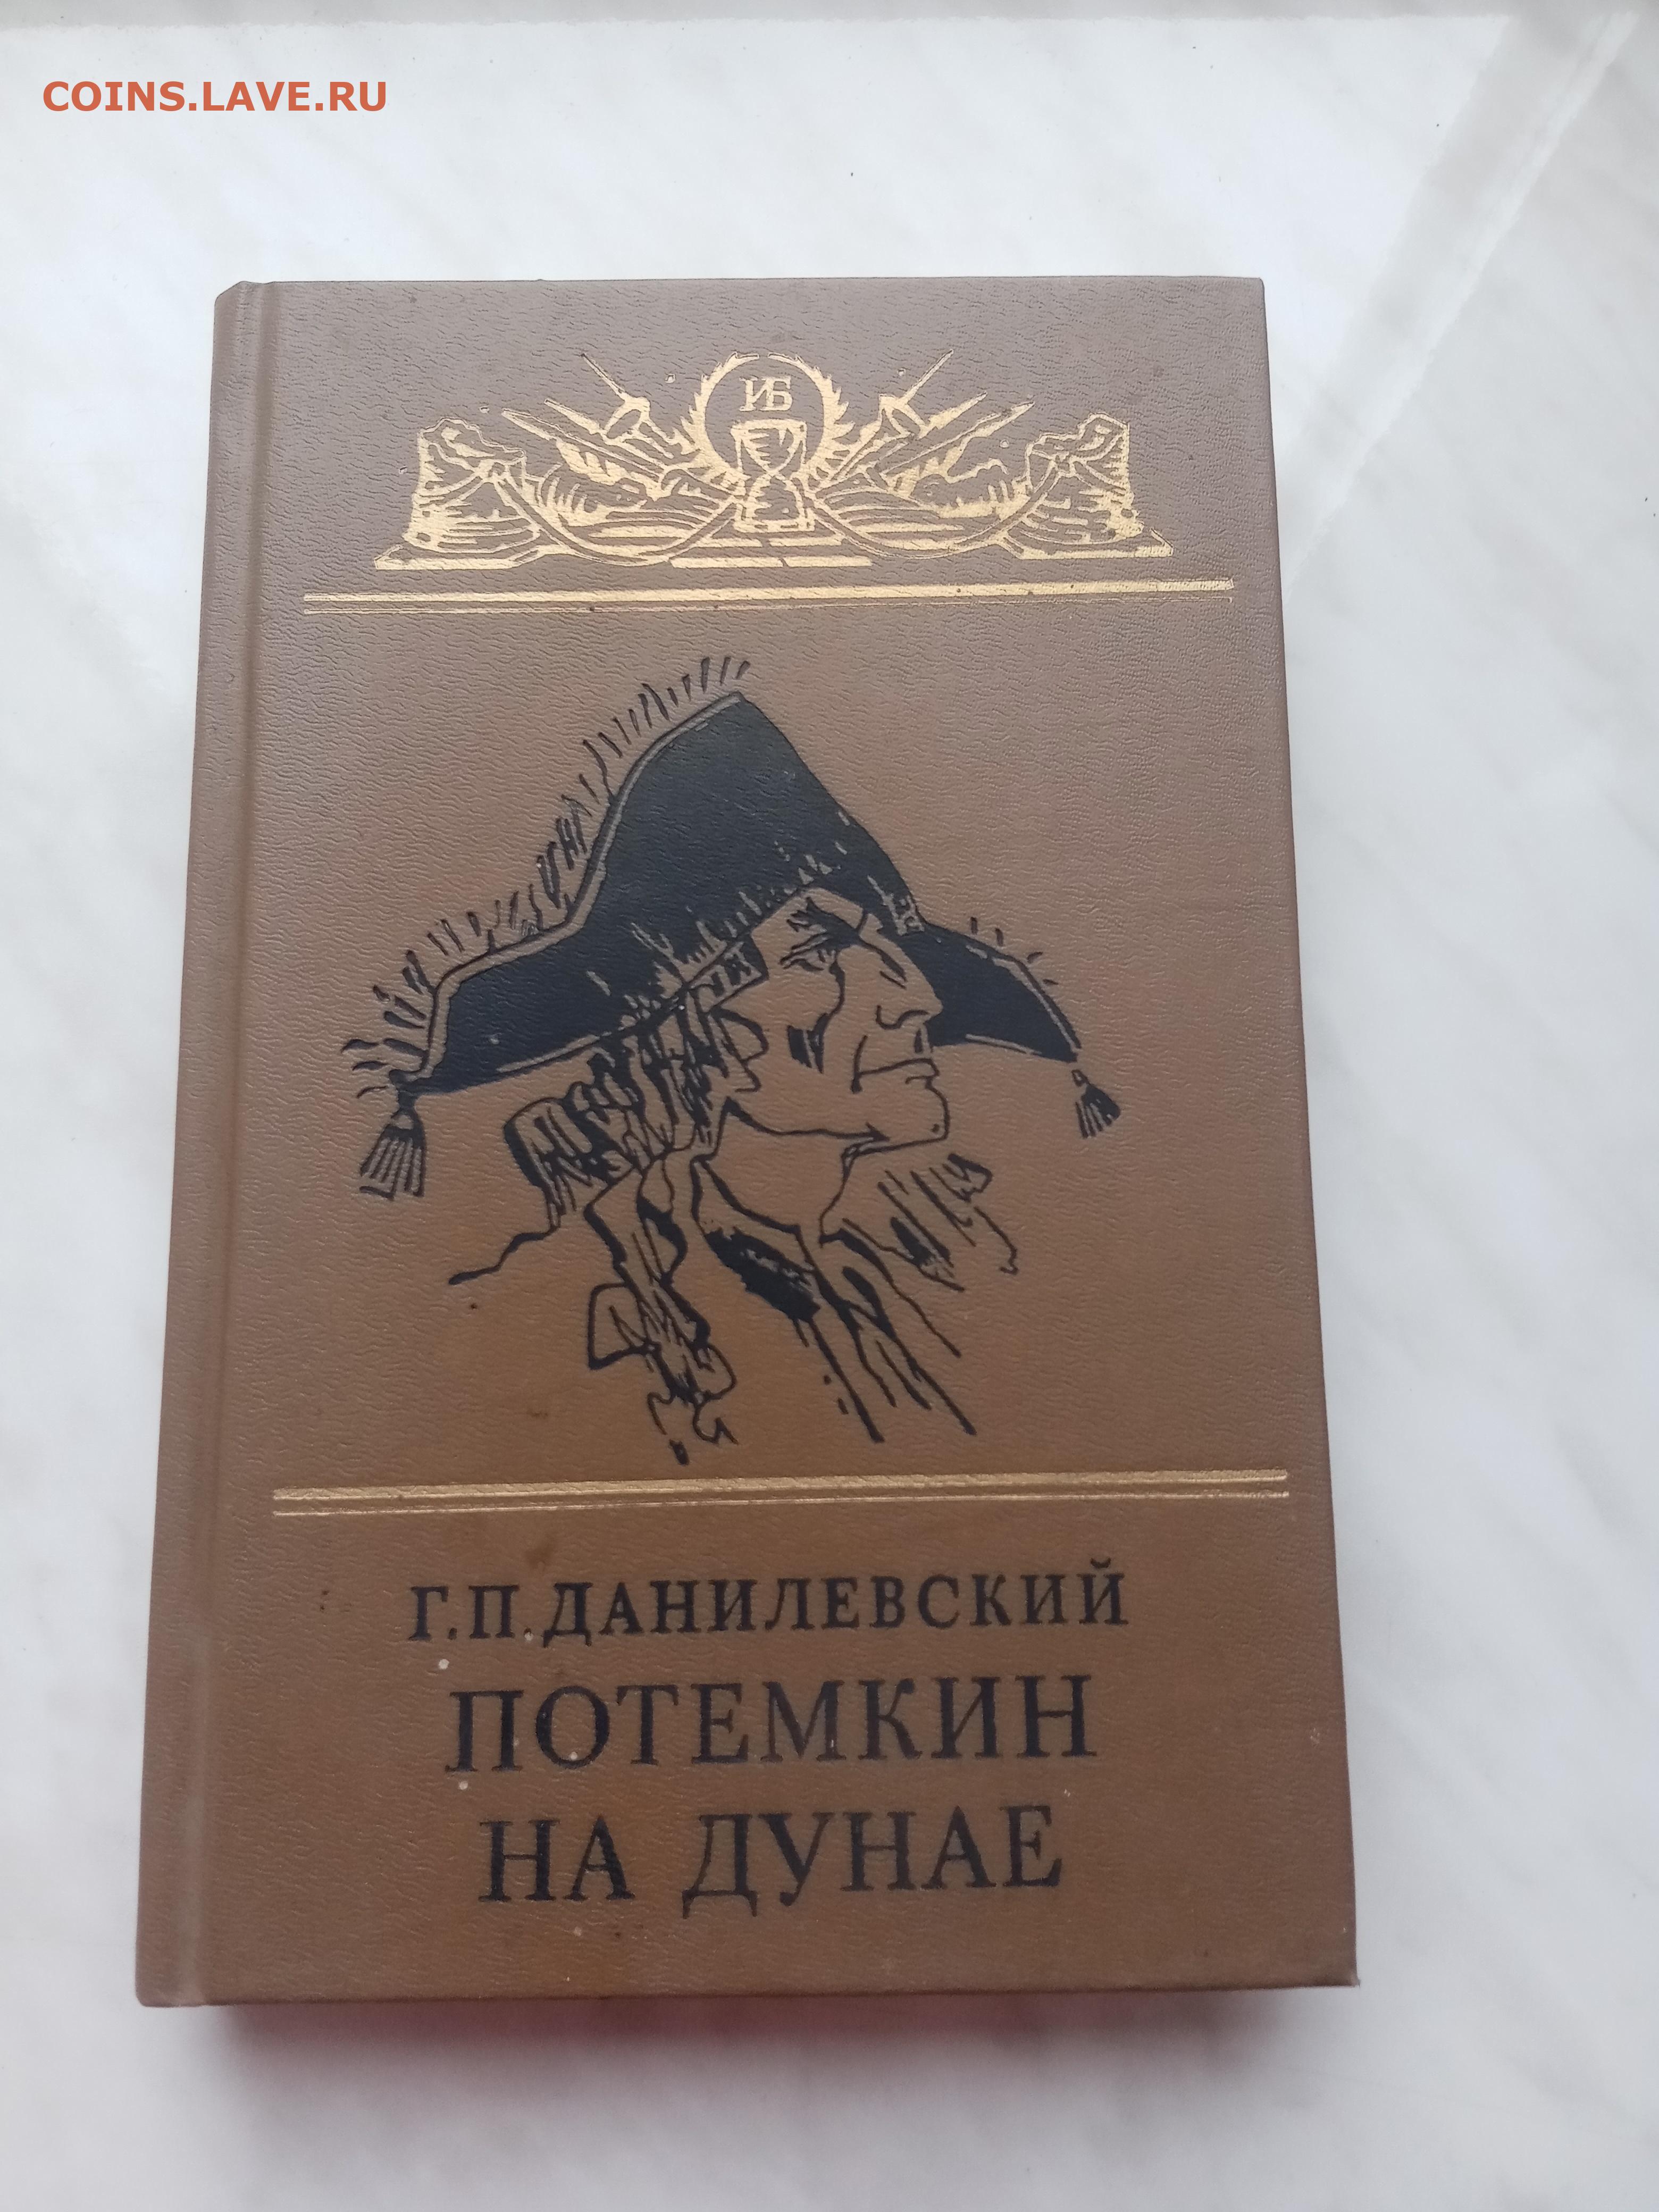 COINS.LAVE.RU
ИБ
Г.П.ДАНИЛЕВСКИЙ
ПОТЕМКИН
НА ДУНАЕ